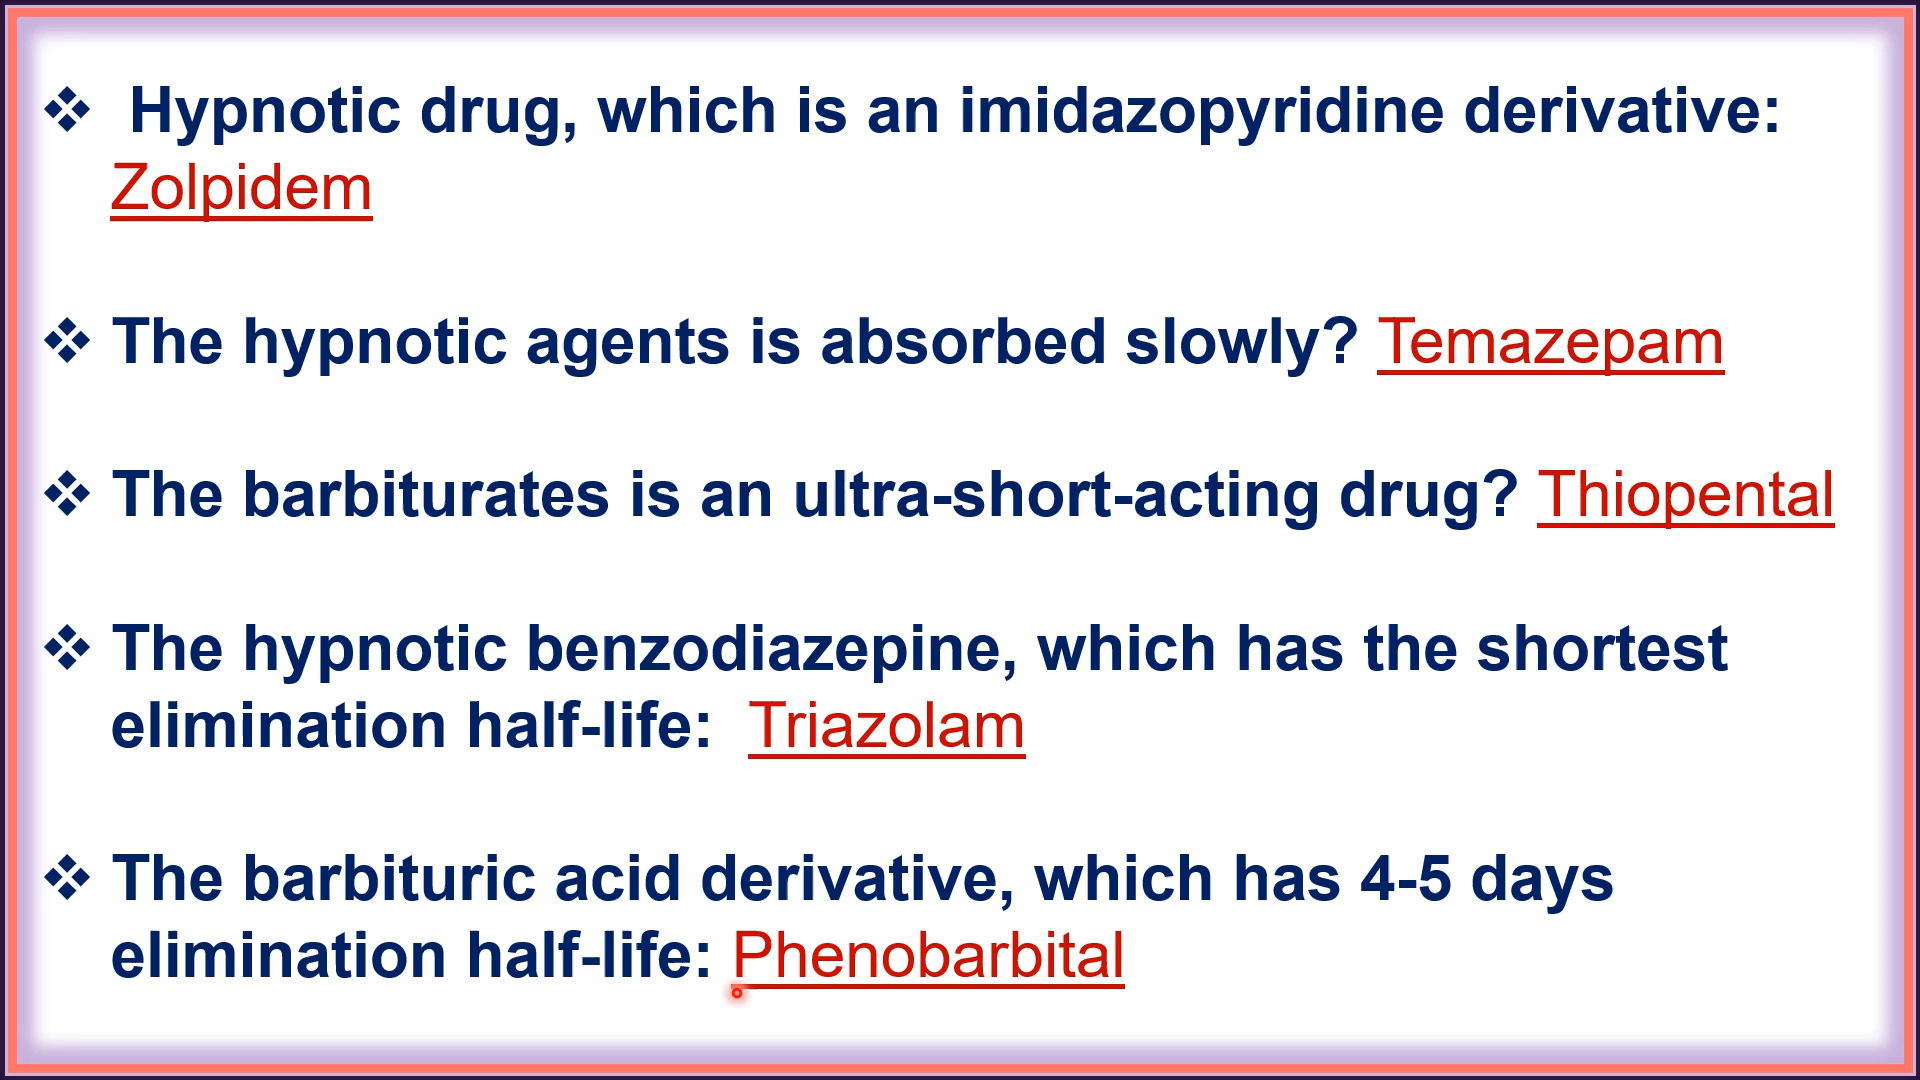 ❖ Hypnotic drug, which is an imidazopyridine derivative:
Zolpidem
❖ The hypnotic agents is absorbed slowly? Temazepam
❖ The barbiturates is an ultra-short-acting drug? Thiopental
❖ The hypnotic benzodiazepine, which has the shortest
elimination half-life: Triazolam
❖ The barbituric acid derivative, which has 4-5 days
elimination half-life: Phenobarbital